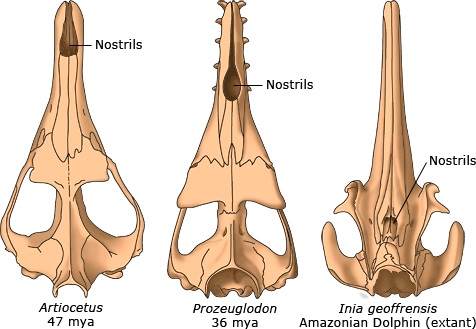 Nostrils
Nostrils
Nostrils
Artiocetus
47 mya
Prozeuglodon
36 mya
Inia geoffrensis
Amazonian Dolphin (extant)